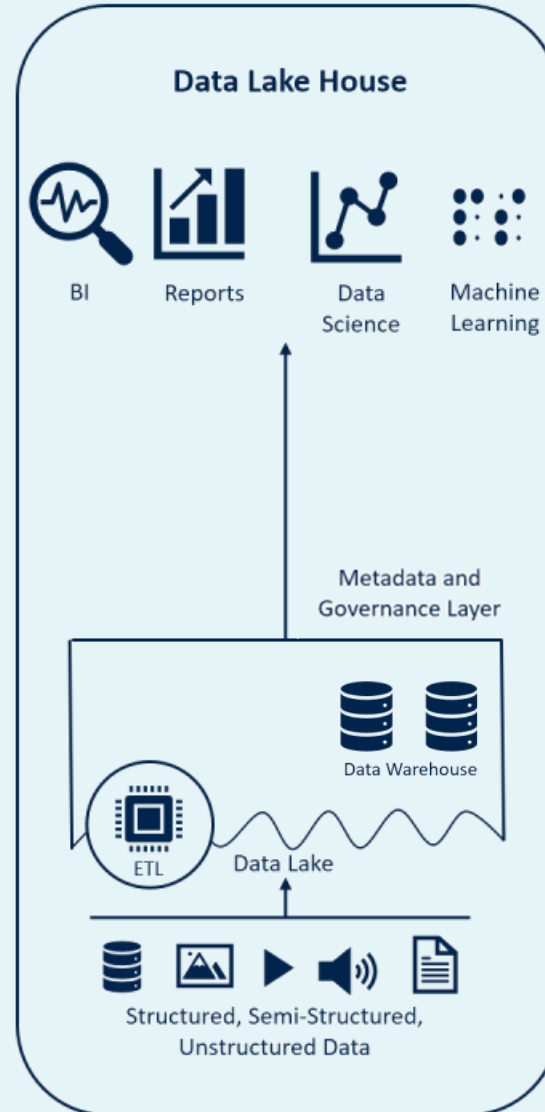 Data Lake House
BI
Reports
Data
Science
Machine
Learning
Metadata and
Governance Layer
Data Warehouse
ETL
Data Lake
Structured, Semi-Structured,
Unstructured Data